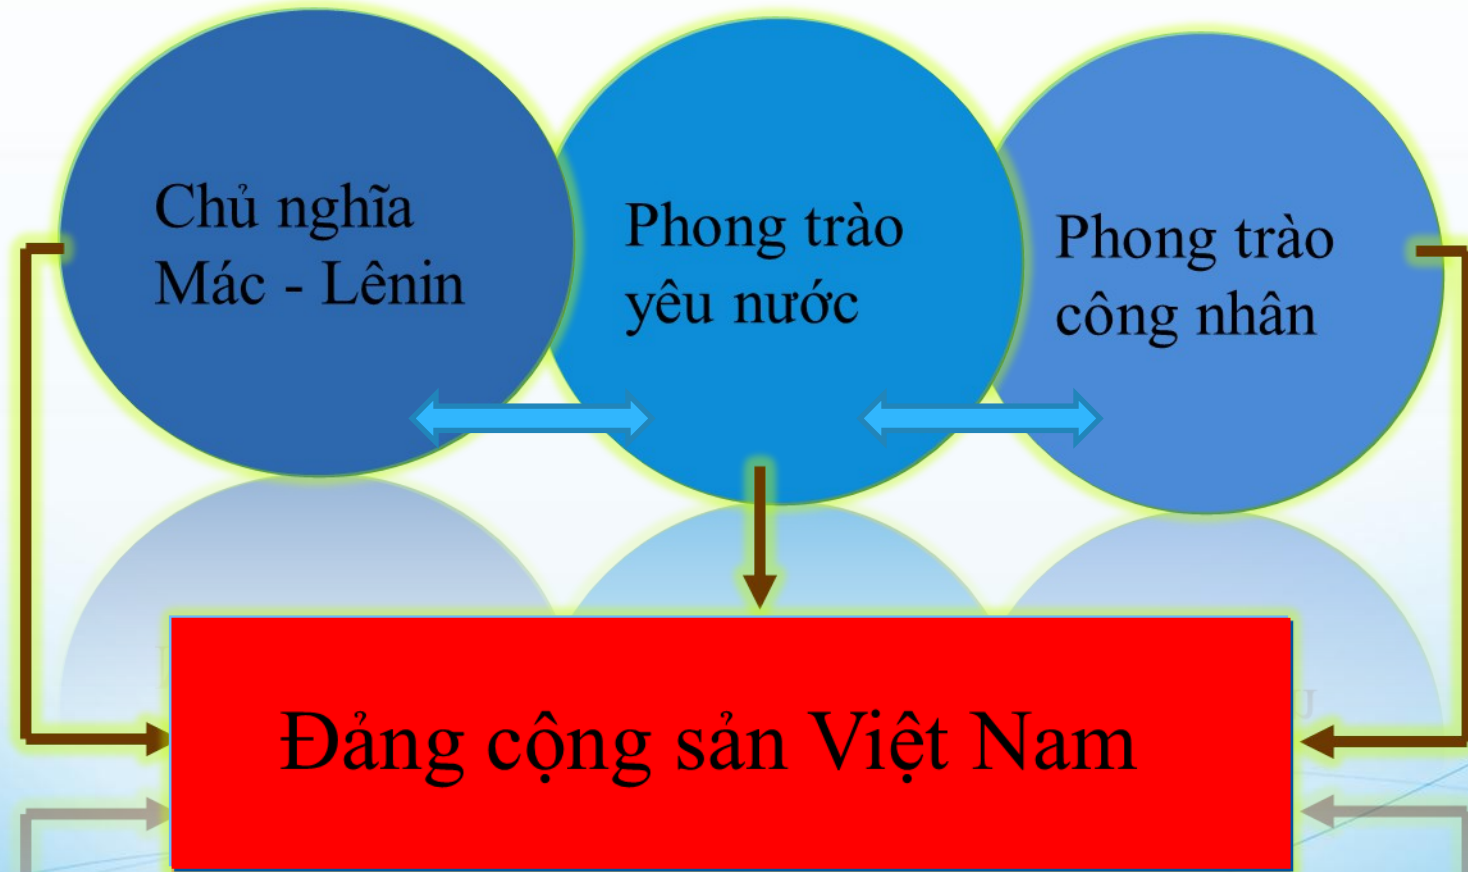 Chủ nghĩa
Mác - Lênin
Phong trào
yêu nước
Phong trào
công nhân
Đảng cộng sản Việt Nam